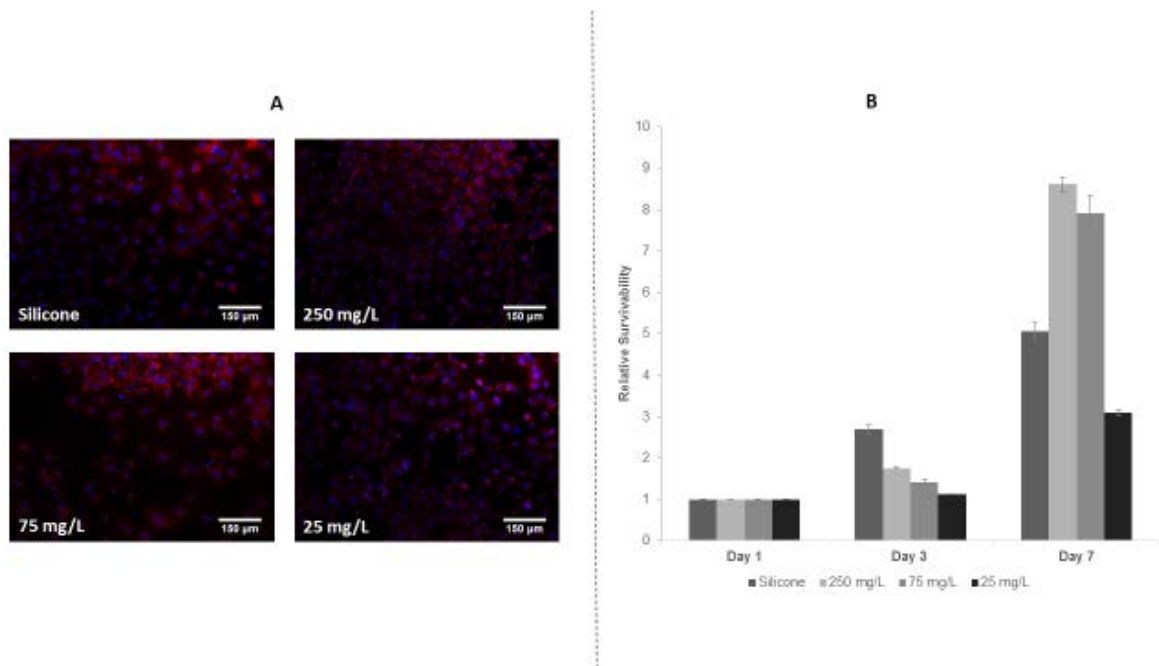 A
Silicone
150 µm
250 mg/L
150 µm
75 mg/L
150 µm
25 mg/L
150 µm
B
Relative Survivability
10
9
8
7
6
5
4
3
2
1
0
Day 1 Day 3 Day 7
Silicone 250 mg/L 75 mg/L 25 mg/L